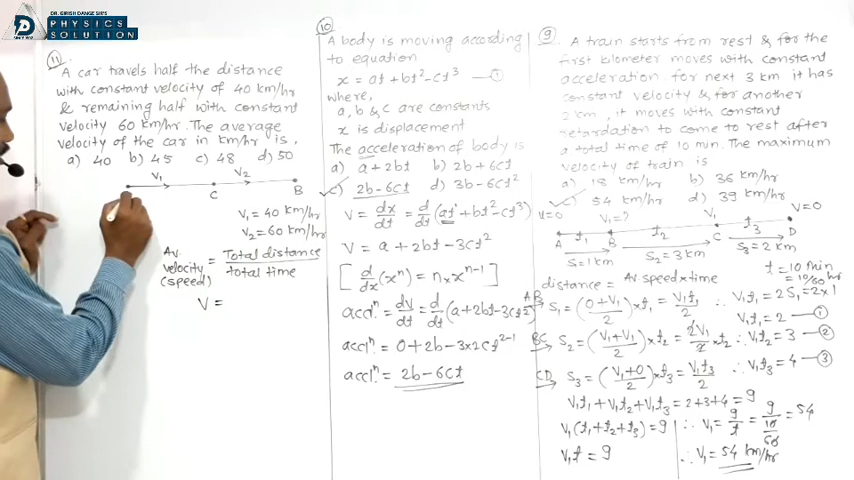 DR. GIRISH DANGE SIR'S
PHYSICS
SOLUTION
11
A car travels half the distance
with constant velocity of 40 km/hr
& remaining half with constant
velocity 60 km/hr. The average
velocity of the car in km/hr is,
a) 40 b) 45 c) 48 d) 50
V₁ V₂
C B
V₁ = 40 km/hr
V₂ = 60 km/hr
Av. velocity (speed) = Total distance / total time
V =
10
A body is moving according
to equation
x = at + bt² - ct³ —①
where,
a, b & c are constants
x is displacement
The acceleration of body is
a) a + 2bt b) 2b + 6ct
c) 2b - 6ct d) 3b - 6ct²
V = dx/dt = d/dt (at¹ + bt² - ct³)
V = a + 2bt - 3ct²
[ d/dx (xⁿ) = n x xⁿ⁻¹ ]
accⁿ. = dV/dt = d/dt (a + 2bt - 3ct²)
accⁿ. = 0 + 2b - 3x2ct²⁻¹
accⁿ. = 2b - 6ct
9
A train starts from rest & for the
first kilometer moves with constant
acceleration. for next 3 km it has
constant velocity & for another
2 km, it moves with constant
retardation to come to rest after
a total time of 10 min. The maximum
velocity of train is
a) 18 km/hr b) 36 km/hr
c) 54 km/hr d) 39 km/hr
V=0 V₁=? V₁ V=0
A t₁ B t₂ C t₃ D
S₁=1km S₂=3km S₃=2km
t = 10 min
= 10/60 hr
distance = Av. speed x time
AB S₁ = (0+V₁/2) x t₁ = V₁t₁/2 ∴ V₁t₁ = 2S₁ = 2x1
V₁t₁ = 2 —①
BC S₂ = (V₁+V₁/2) x t₂ = 2V₁/2 x t₂ ∴ V₁t₂ = 3 —②
CD S₃ = (V₁+0/2) x t₃ = V₁t₃/2 ∴ V₁t₃ = 4 —③
V₁t₁ + V₁t₂ + V₁t₃ = 2+3+4 = 9
V₁(t₁+t₂+t₃) = 9 ∴ V₁ = 9/t = 9/(10/60) = 54
V₁t = 9 ∴ V₁ = 54 km/hr